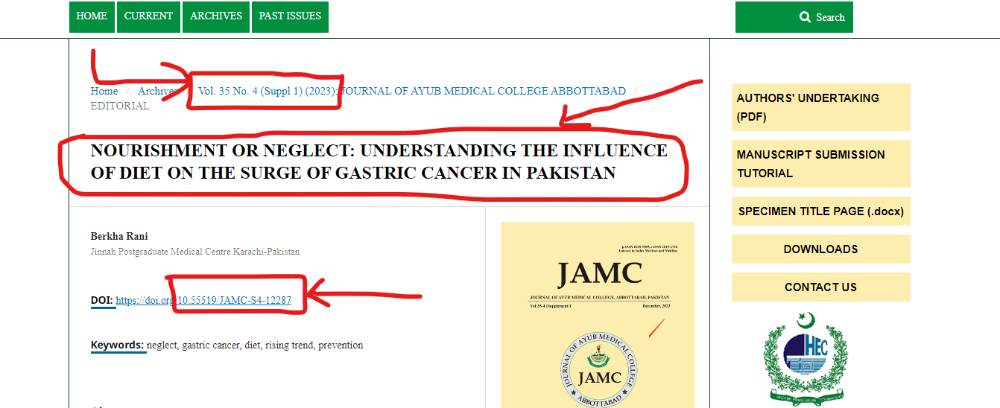 HOME
CURRENT
ARCHIVES
PAST ISSUES
Search
Home / Archives / Vol. 35 No. 4 (Suppl 1) (2023): JOURNAL OF AYUB MEDICAL COLLEGE ABBOTTABAD /
EDITORIAL
NOURISHMENT OR NEGLECT: UNDERSTANDING THE INFLUENCE
OF DIET ON THE SURGE OF GASTRIC CANCER IN PAKISTAN
Berkha Rani
Jinnah Postgraduate Medical Centre Karachi-Pakistan
DOI: https://doi.org/10.55519/JAMC-S4-12287
Keywords: neglect, gastric cancer, diet, rising trend, prevention
p-ISSN 1025-9589, e-ISSN 1819-2718
Indexed in Index Medicus and Medline
JAMC
JOURNAL OF AYUB MEDICAL COLLEGE, ABBOTTABAD, PAKISTAN
Vol.35-4 (Supplement 1
December, 2023
JOURNAL OF AYUB MEDICAL COLLEGE
JAMC
ABBOTTABAD
AUTHORS' UNDERTAKING
(PDF)
MANUSCRIPT SUBMISSION
TUTORIAL
SPECIMEN TITLE PAGE (.docx)
DOWNLOADS
CONTACT US
HEC